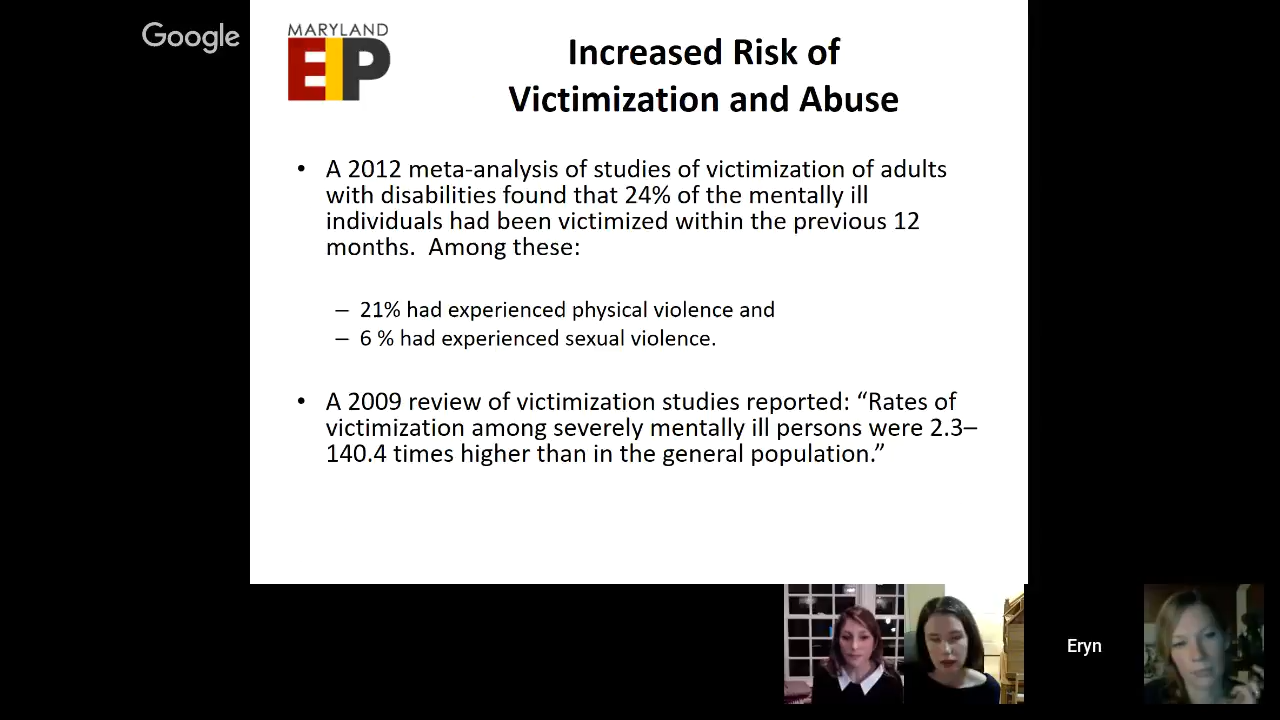 Google
MARYLAND
EIP
Increased Risk of
Victimization and Abuse
• A 2012 meta-analysis of studies of victimization of adults
with disabilities found that 24% of the mentally ill
individuals had been victimized within the previous 12
months.  Among these:
– 21% had experienced physical violence and
– 6 % had experienced sexual violence.
• A 2009 review of victimization studies reported: “Rates of
victimization among severely mentally ill persons were 2.3–
140.4 times higher than in the general population.”
Eryn